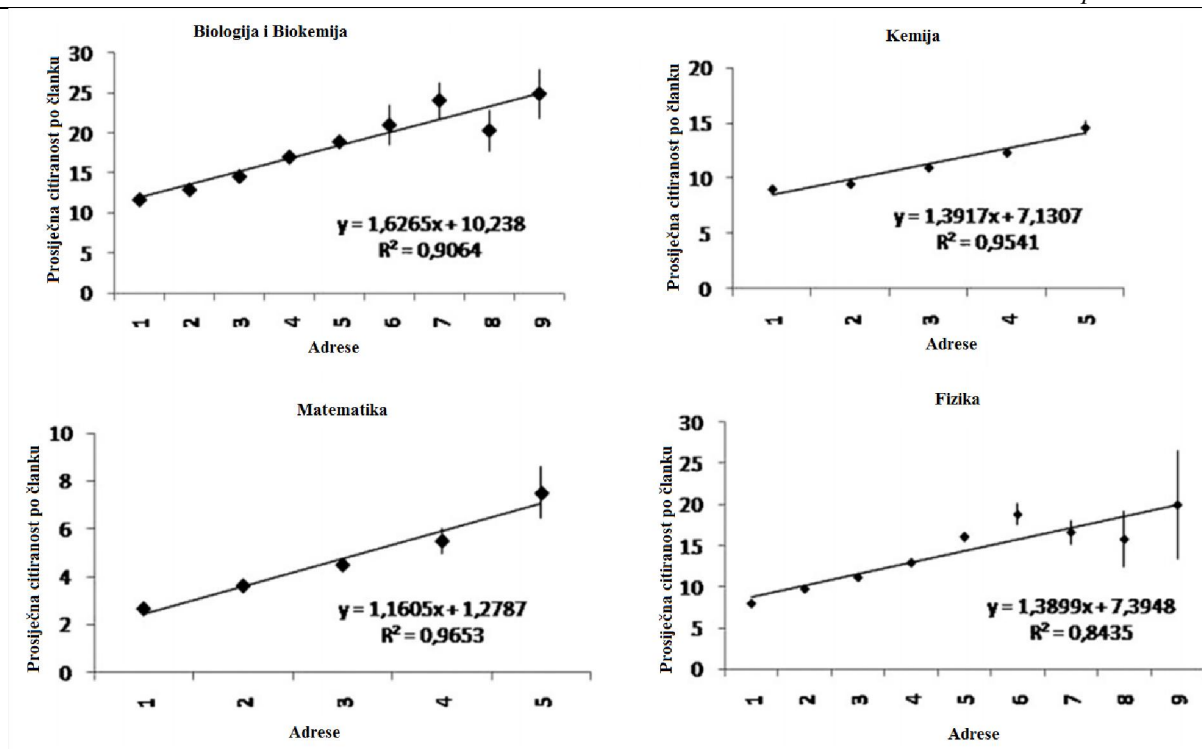 Biologija i Biokemija
Prosiječna citiranost po članku
30
25
20
15
10
5
0
y = 1,6265x + 10,238
R² = 0,9064
1 2 3 4 5 6 7 8 9
Adrese
Kemija
Prosiječna citiranost po članku
20
15
10
5
0
y = 1,3917x + 7,1307
R² = 0,9541
1 2 3 4 5
Adrese
Matematika
Prosiječna citiranost po članku
10
8
6
4
2
0
y = 1,1605x + 1,2787
R² = 0,9653
1 2 3 4 5
Adrese
Fizika
Prosiječna citiranost po članku
30
25
20
15
10
5
0
y = 1,3899x + 7,3948
R² = 0,8435
1 2 3 4 5 6 7 8 9
Adrese